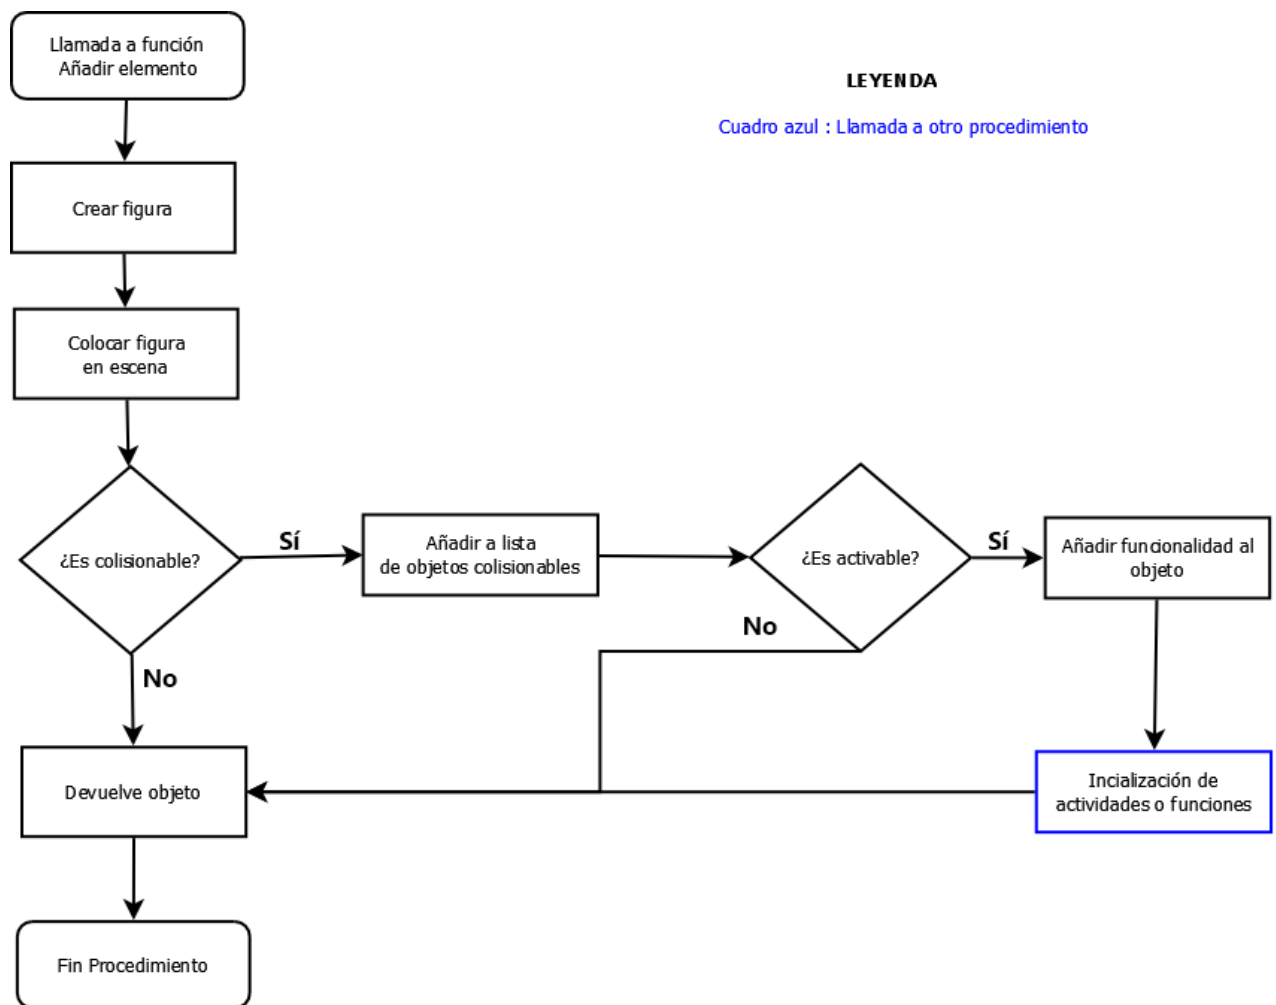 Llamada a función
Añadir elemento
LEYENDA
Cuadro azul : Llamada a otro procedimiento
Crear figura
Colocar figura
en escena
¿Es colisionable?
Sí
Añadir a lista
de objetos colisionables
¿Es activable?
Sí
Añadir funcionalidad al
objeto
No
No
Devuelve objeto
Incialización de
actividades o funciones
Fin Procedimiento